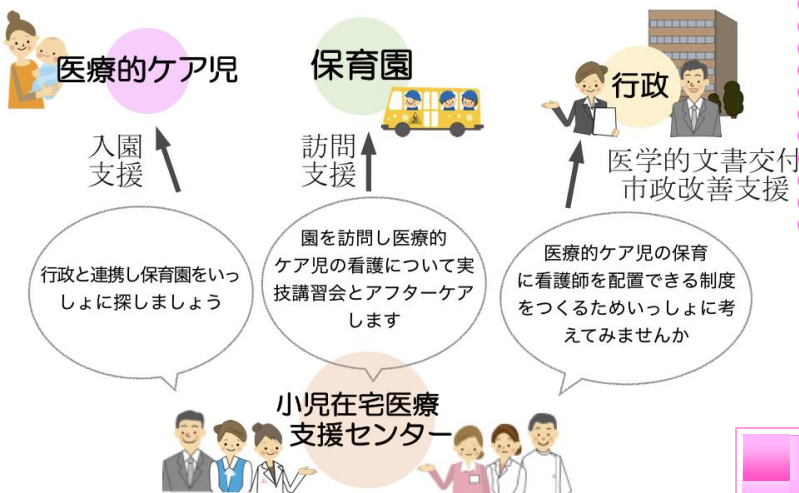 医療的ケア児
保育園
行政
入園
支援
訪問
支援
医学的文書交付
市政改善支援
行政と連携し保育園をいっ
しょに探しましょう
園を訪問し医療的
ケア児の看護について実
技講習会とアフターケア
します
医療的ケア児の保育
に看護師を配置できる制度
をつくるためいっしょに考
えてみませんか
小児在宅医療
支援センター